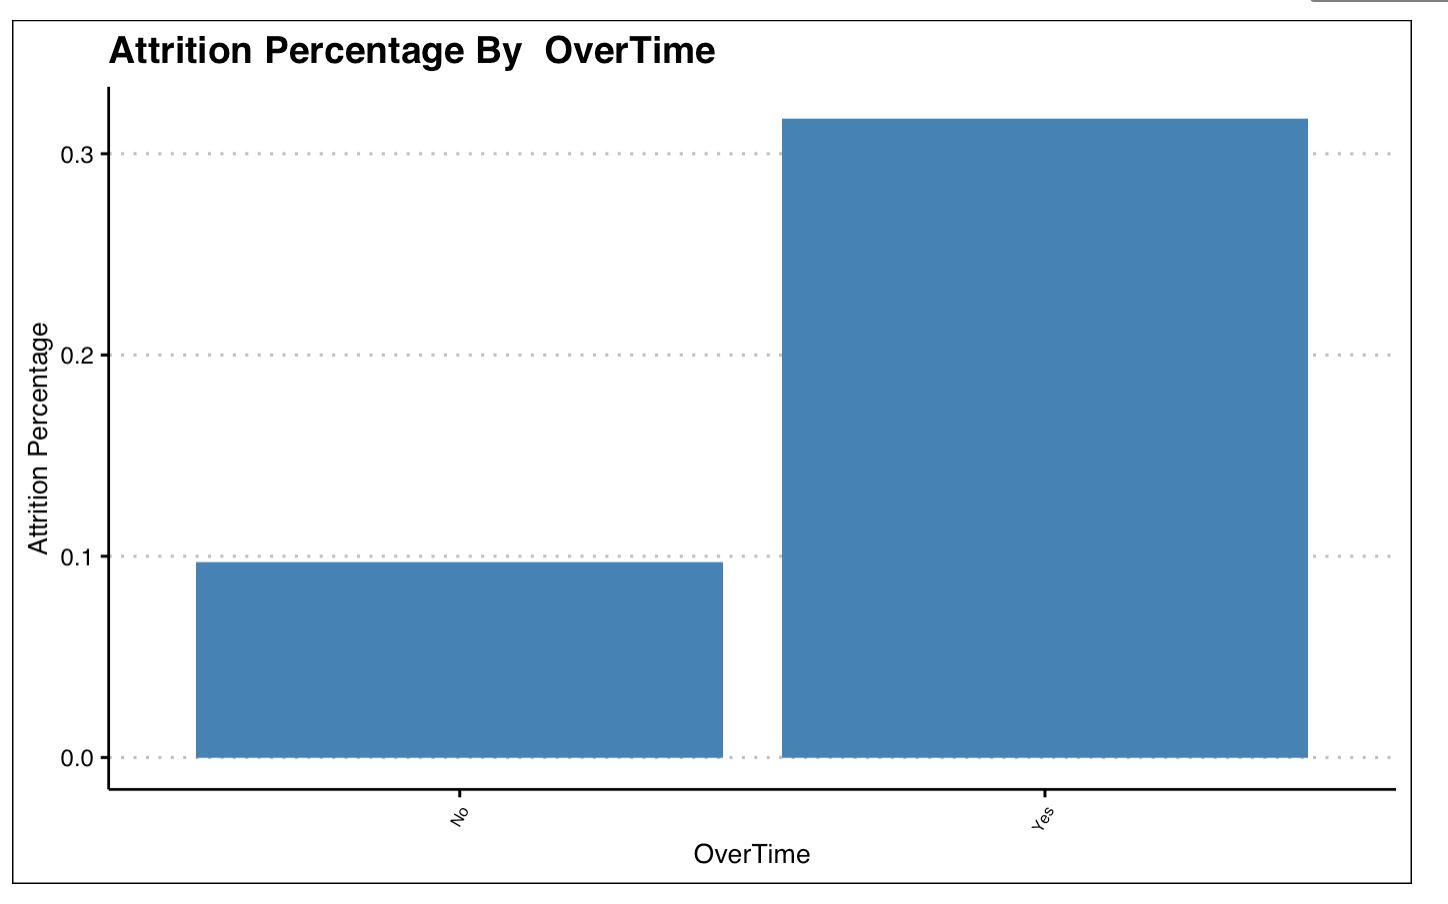 Attrition Percentage By  OverTime
Attrition Percentage
0.3
0.2
0.1
0.0
No
Yes
OverTime